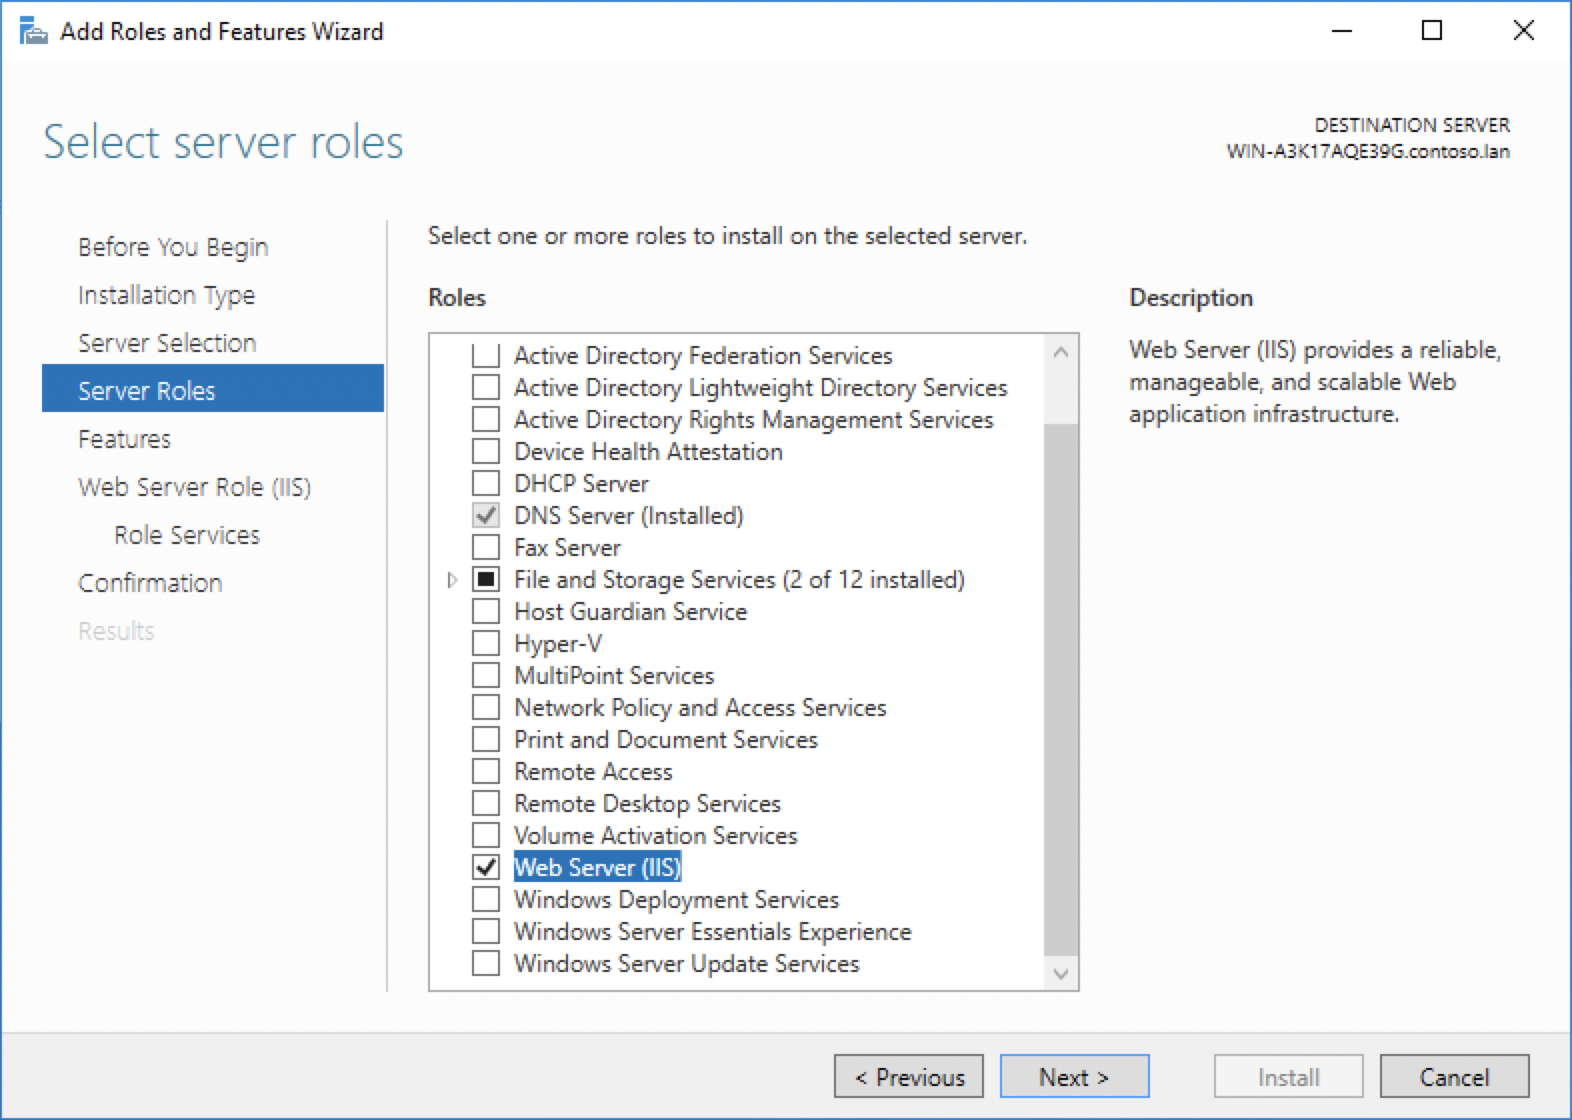 Add Roles and Features Wizard
Select server roles
DESTINATION SERVER
WIN-A3K17AQE39G.contoso.lan
Before You Begin
Installation Type
Server Selection
Server Roles
Features
Web Server Role (IIS)
Role Services
Confirmation
Results
Select one or more roles to install on the selected server.
Roles
Active Directory Federation Services
Active Directory Lightweight Directory Services
Active Directory Rights Management Services
Device Health Attestation
DHCP Server
DNS Server (Installed)
Fax Server
File and Storage Services (2 of 12 installed)
Host Guardian Service
Hyper-V
MultiPoint Services
Network Policy and Access Services
Print and Document Services
Remote Access
Remote Desktop Services
Volume Activation Services
Web Server (IIS)
Windows Deployment Services
Windows Server Essentials Experience
Windows Server Update Services
Description
Web Server (IIS) provides a reliable,
manageable, and scalable Web
application infrastructure.
< Previous
Next >
Install
Cancel